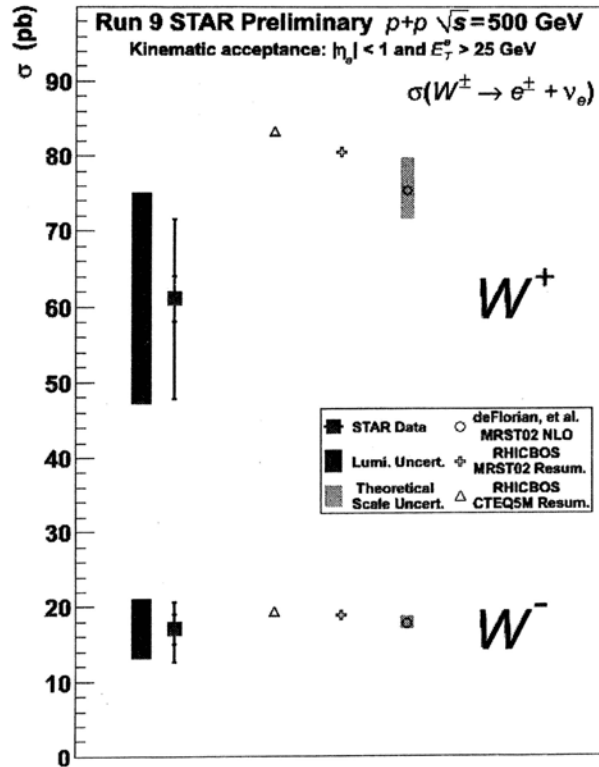 Run 9 STAR Preliminary p+p √s=500 GeV
Kinematic acceptance: |η_e| < 1 and E_T^e > 25 GeV
σ(W± → e± + ν_e)
σ (pb)
90
80
70
60
50
40
30
20
10
0
W⁺
STAR Data
Lumi. Uncert.
Theoretical
Scale Uncert.
deFlorian, et al.
MRST02 NLO
RHICBOS
MRST02 Resum.
RHICBOS
CTEQ5M Resum.
W⁻